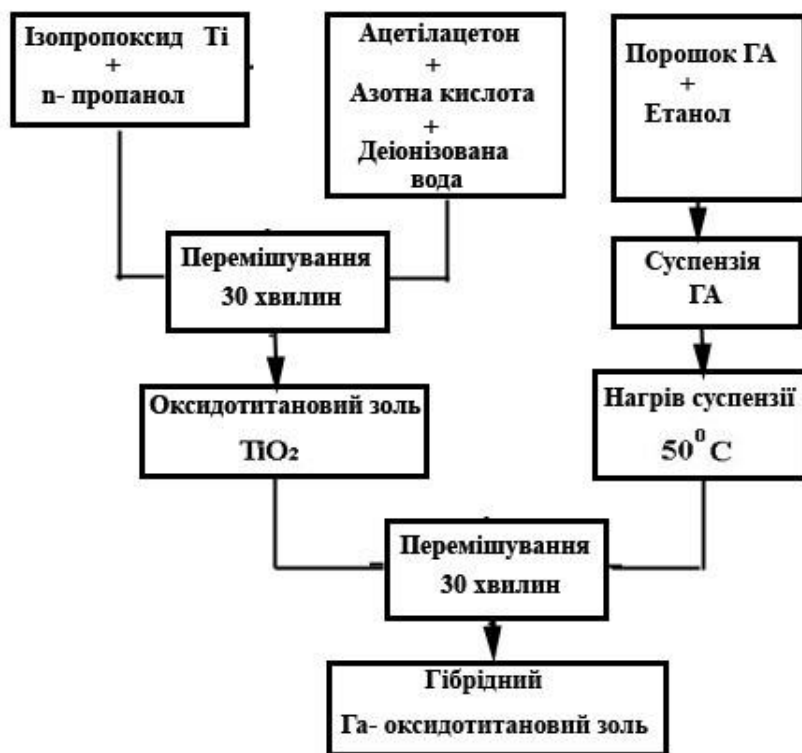 Ізопропоксид Ti
+
n- пропанол
Ацетілацетон
+
Азотна кислота
+
Деіонізована
вода
Порошок ГА
+
Етанол
Перемішування
30 хвилин
Суспензія
ГА
Оксидотитановий золь
TiO₂
Нагрів суспензії
50⁰ C
Перемішування
30 хвилин
Гібрідний
Га- оксидотитановий золь